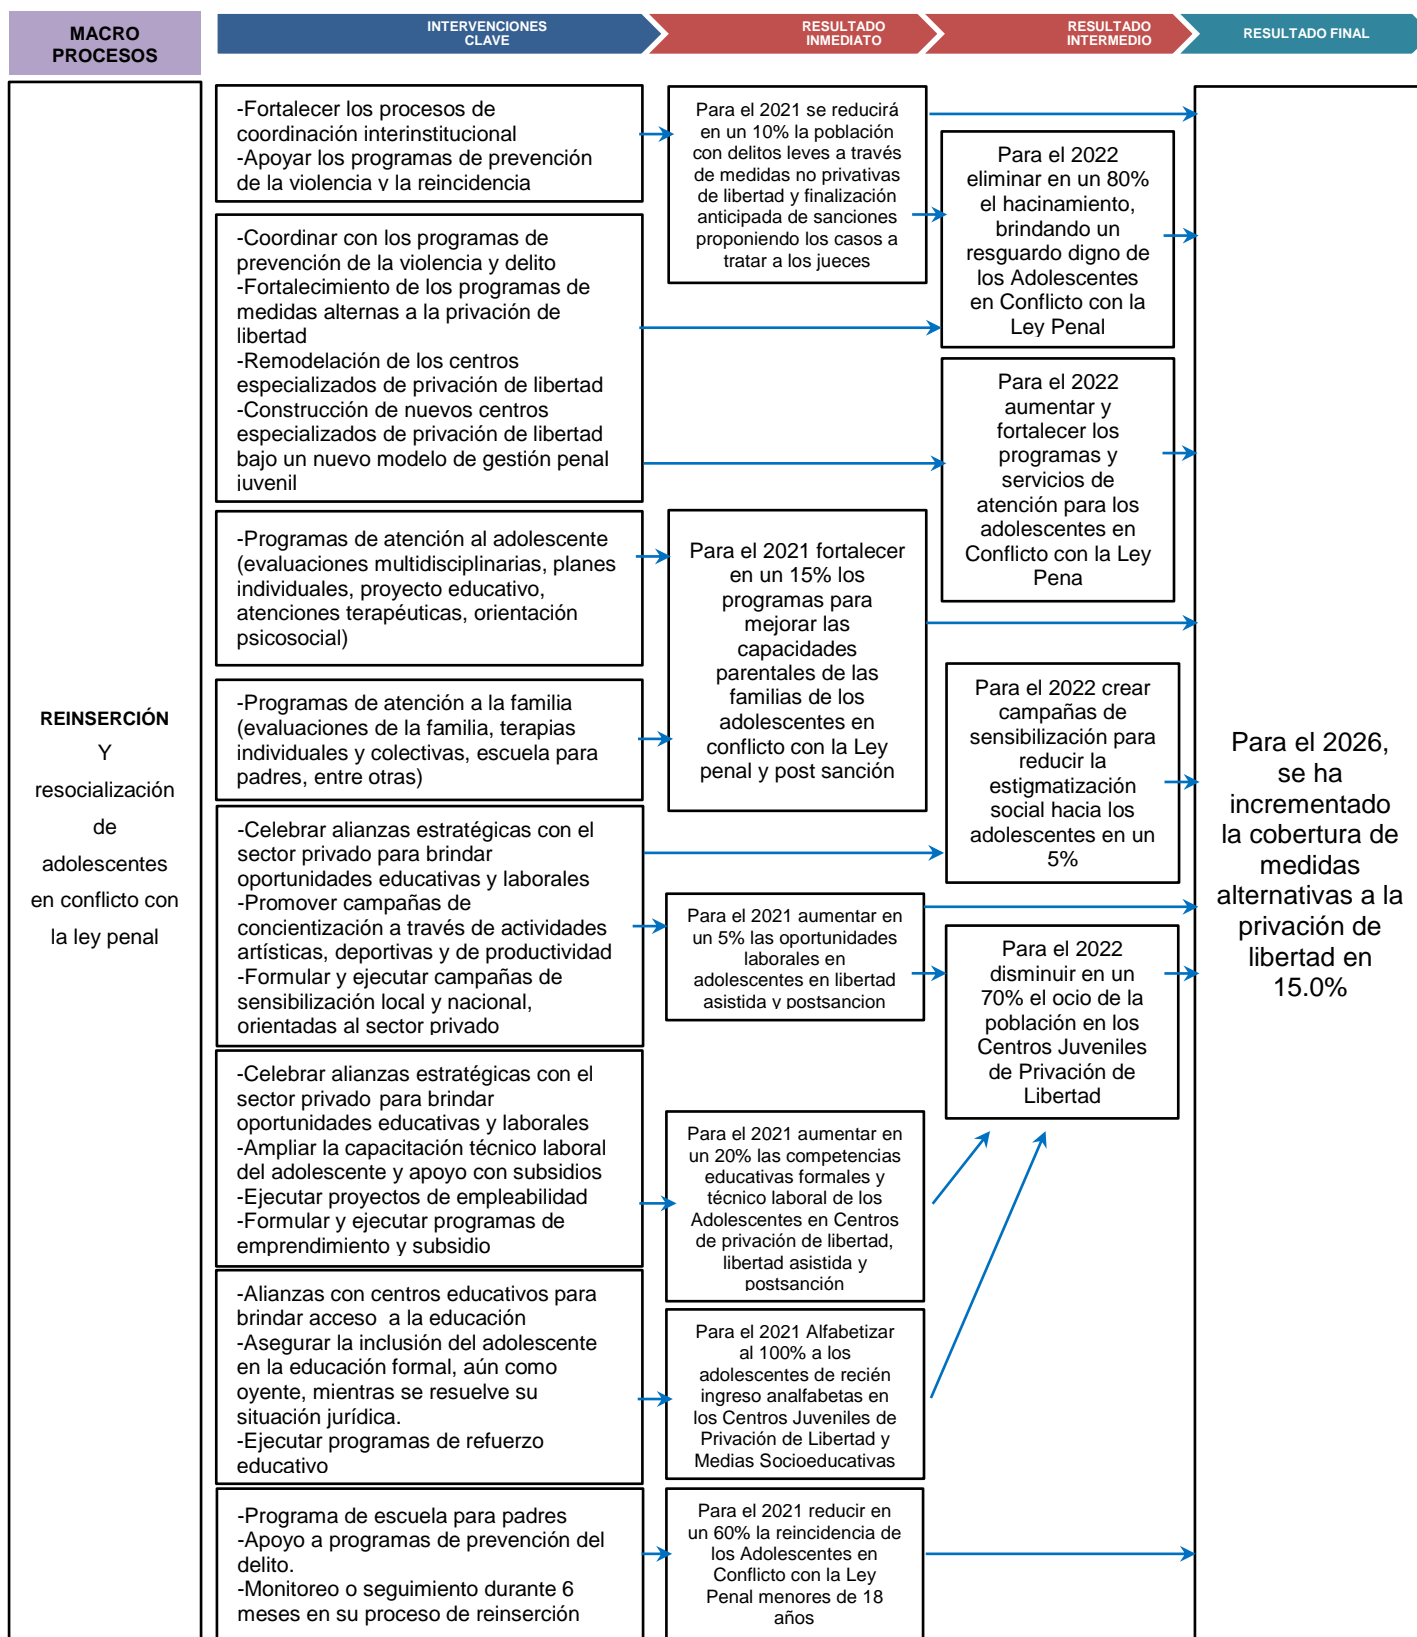 MACRO
PROCESOS
INTERVENCIONES
CLAVE
RESULTADO
INMEDIATO
RESULTADO
INTERMEDIO
RESULTADO FINAL
REINSERCIÓN
Y
resocialización
de
adolescentes
en conflicto con
la ley penal
-Fortalecer los procesos de
coordinación interinstitucional
-Apoyar los programas de prevención
de la violencia y la reincidencia
-Coordinar con los programas de
prevención de la violencia y delito
-Fortalecimiento de los programas de
medidas alternas a la privación de
libertad
-Remodelación de los centros
especializados de privación de libertad
-Construcción de nuevos centros
especializados de privación de libertad
bajo un nuevo modelo de gestión penal
juvenil
-Programas de atención al adolescente
(evaluaciones multidisciplinarias, planes
individuales, proyecto educativo,
atenciones terapéuticas, orientación
psicosocial)
-Programas de atención a la familia
(evaluaciones de la familia, terapias
individuales y colectivas, escuela para
padres, entre otras)
-Celebrar alianzas estratégicas con el
sector privado para brindar
oportunidades educativas y laborales
-Promover campañas de
concientización a través de actividades
artísticas, deportivas y de productividad
-Formular y ejecutar campañas de
sensibilización local y nacional,
orientadas al sector privado
-Celebrar alianzas estratégicas con el
sector privado para brindar
oportunidades educativas y laborales
-Ampliar la capacitación técnico laboral
del adolescente y apoyo con subsidios
-Ejecutar proyectos de empleabilidad
-Formular y ejecutar programas de
emprendimiento y subsidio
-Alianzas con centros educativos para
brindar acceso a la educación
-Asegurar la inclusión del adolescente
en la educación formal, aún como
oyente, mientras se resuelve su
situación jurídica.
-Ejecutar programas de refuerzo
educativo
-Programa de escuela para padres
-Apoyo a programas de prevención del
delito.
-Monitoreo o seguimiento durante 6
meses en su proceso de reinserción
Para el 2021 se reducirá
en un 10% la población
con delitos leves a través
de medidas no privativas
de libertad y finalización
anticipada de sanciones
proponiendo los casos a
tratar a los jueces
Para el 2021 fortalecer
en un 15% los
programas para
mejorar las
capacidades
parentales de las
familias de los
adolescentes en
conflicto con la Ley
penal y post sanción
Para el 2021 aumentar en
un 5% las oportunidades
laborales en
adolescentes en libertad
asistida y postsancion
Para el 2021 aumentar en
un 20% las competencias
educativas formales y
técnico laboral de los
Adolescentes en Centros
de privación de libertad,
libertad asistida y
postsanción
Para el 2021 Alfabetizar
al 100% a los
adolescentes de recién
ingreso analfabetas en
los Centros Juveniles de
Privación de Libertad y
Medias Socioeducativas
Para el 2021 reducir en
un 60% la reincidencia de
los Adolescentes en
Conflicto con la Ley
Penal menores de 18
años
Para el 2022
eliminar en un 80%
el hacinamiento,
brindando un
resguardo digno de
los Adolescentes
en Conflicto con la
Ley Penal
Para el 2022
aumentar y
fortalecer los
programas y
servicios de
atención para los
adolescentes en
Conflicto con la Ley
Pena
Para el 2022 crear
campañas de
sensibilización para
reducir la
estigmatización
social hacia los
adolescentes en un
5%
Para el 2022
disminuir en un
70% el ocio de la
población en los
Centros Juveniles
de Privación de
Libertad
Para el 2026,
se ha
incrementado
la cobertura de
medidas
alternativas a la
privación de
libertad en
15.0%